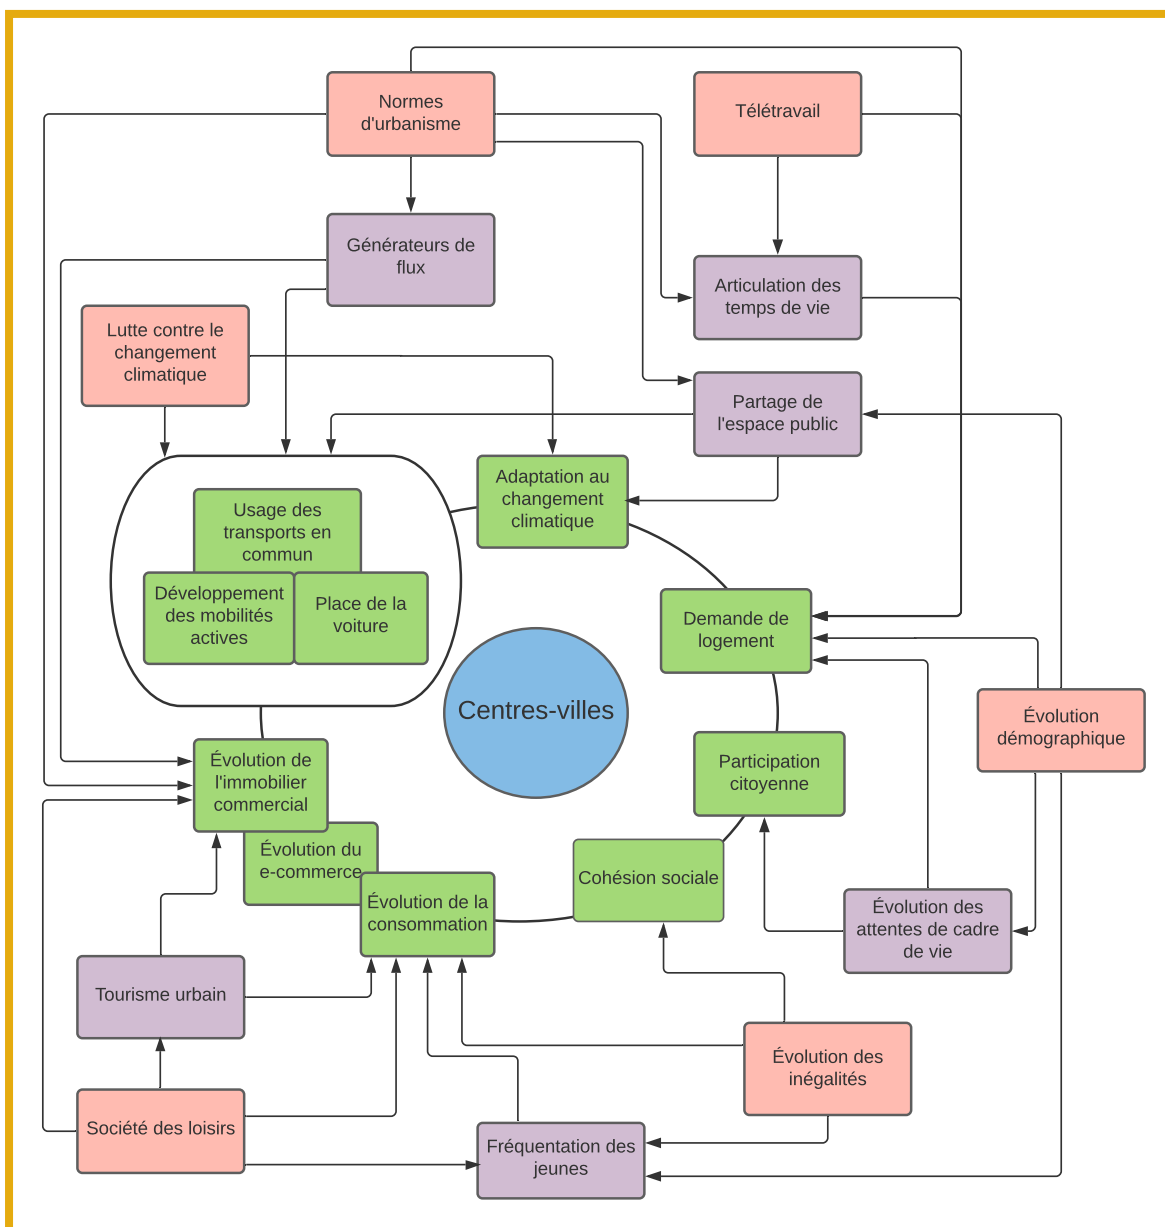 Normes
d'urbanisme
Télétravail
Générateurs de
flux
Articulation des
temps de vie
Lutte contre le
changement
climatique
Partage de
l'espace public
Adaptation au
changement
climatique
Usage des
transports en
commun
Développement
des mobilités
actives
Place de la
voiture
Demande de
logement
Centres-villes
Évolution
démographique
Participation
citoyenne
Évolution de
l'immobilier
commercial
Évolution du
e-commerce
Cohésion sociale
Évolution de la
consommation
Évolution des
attentes de cadre
de vie
Tourisme urbain
Évolution des
inégalités
Société des loisirs
Fréquentation des
jeunes